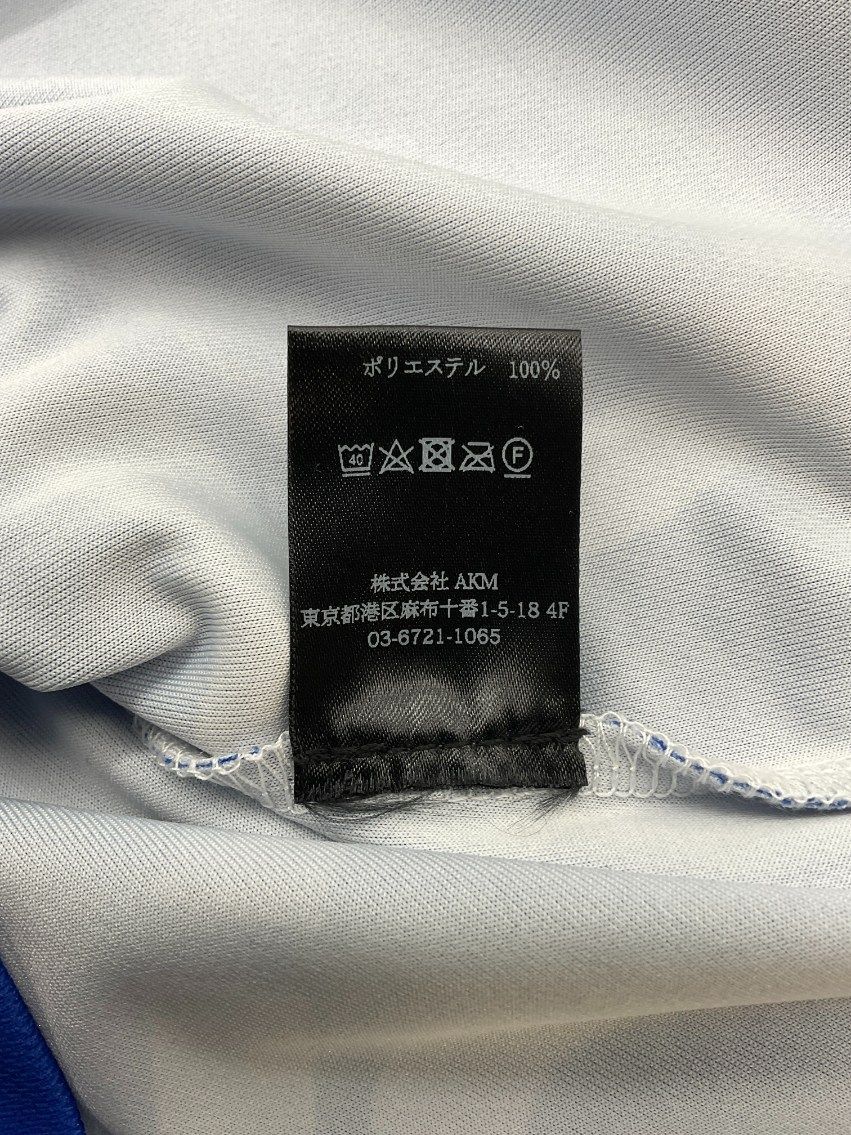 ポリエステル 100%
40 F
株式会社 AKM
東京都港区麻布十番1-5-18 4F
03-6721-1065